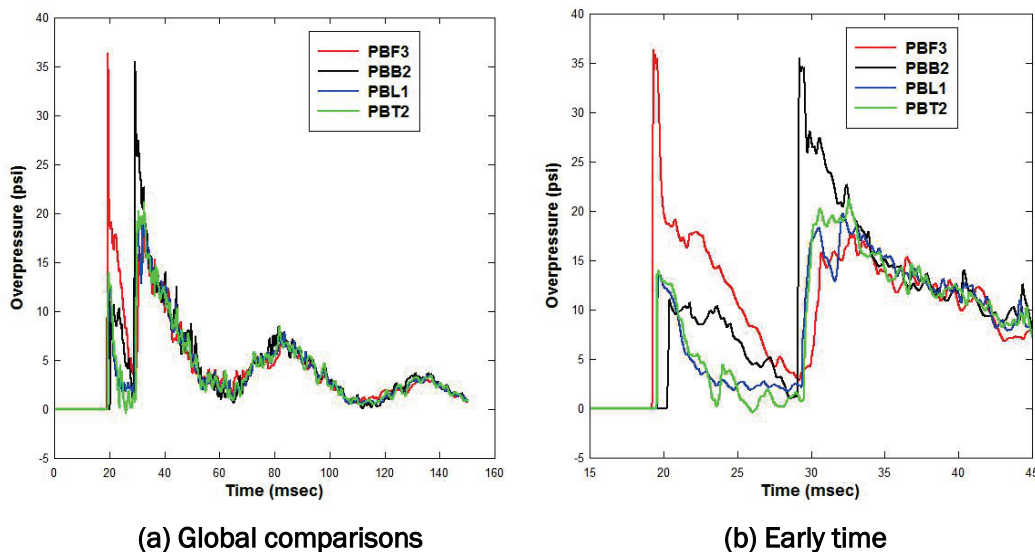 40
35
30
25
20
15
10
5
0
-5
Overpressure (psi)
PBF3
PBB2
PBL1
PBT2
0 20 40 60 80 100 120 140 160
Time (msec)
(a) Global comparisons
40
35
30
25
20
15
10
5
0
-5
Overpressure (psi)
PBF3
PBB2
PBL1
PBT2
15 20 25 30 35 40 45
Time (msec)
(b) Early time